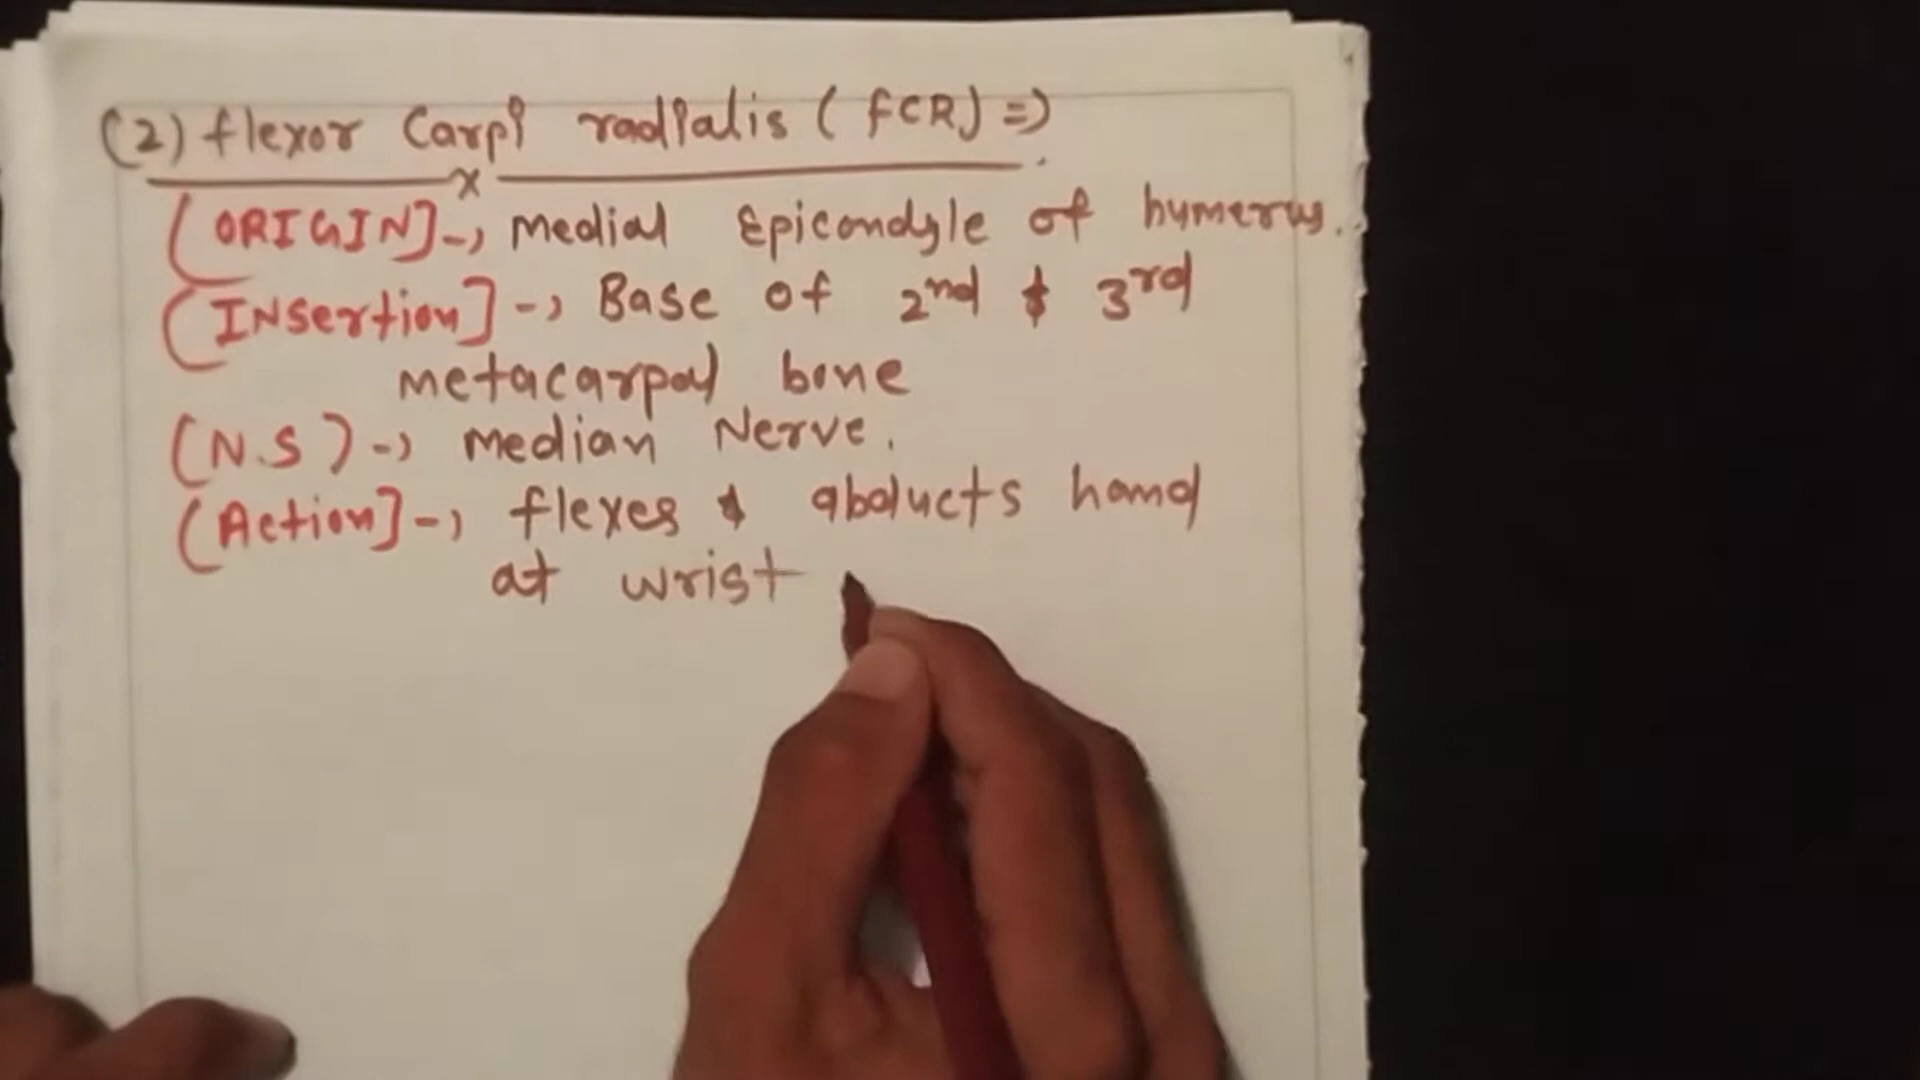 (2) flexor Carpi radialis (FCR) =>
x
[ORIGIN] -> medial Epicondyle of humerus.
[INsertion] -> Base of 2nd & 3rd
metacarpal bone
(N.S) -> median Nerve.
[Action] -> flexes & abducts hand
at wrist